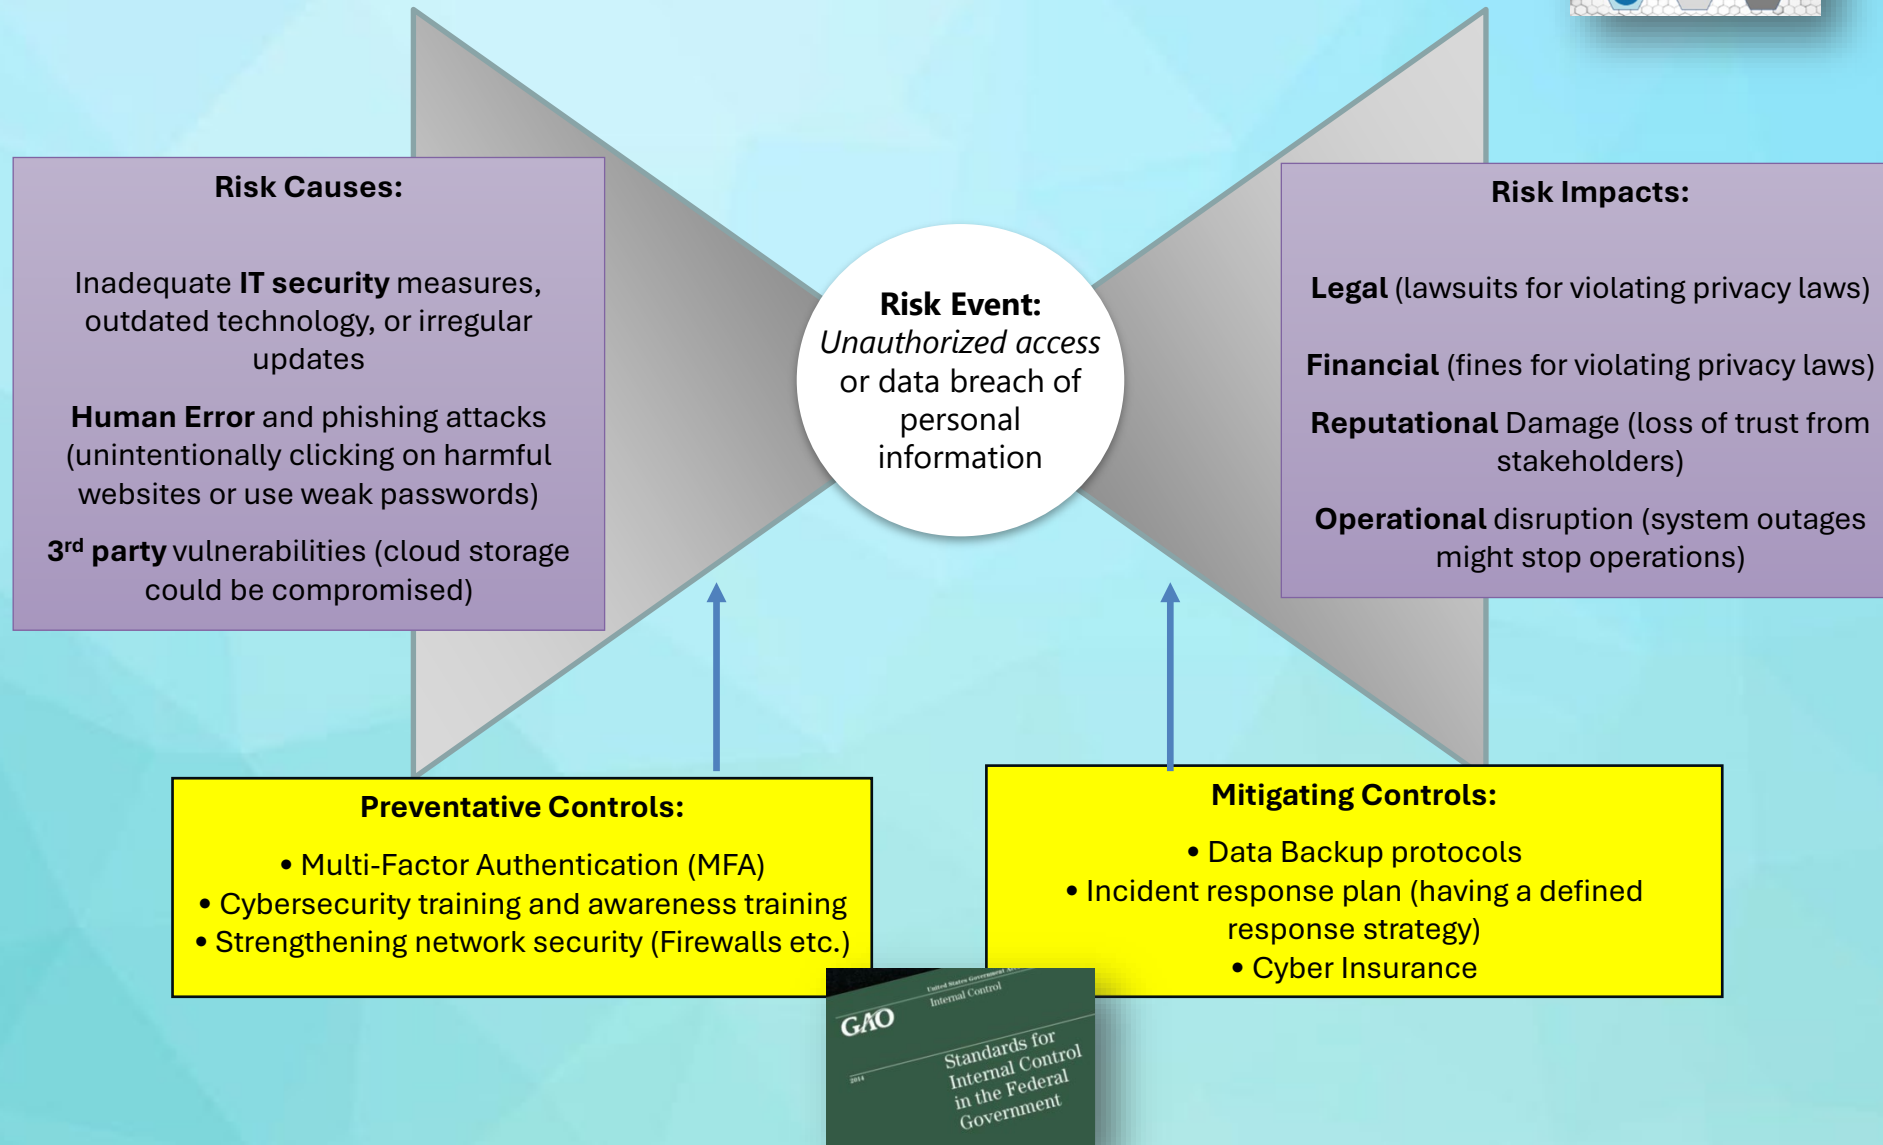 Risk Causes:
Inadequate IT security measures,
outdated technology, or irregular
updates
Human Error and phishing attacks
(unintentionally clicking on harmful
websites or use weak passwords)
3rd party vulnerabilities (cloud storage
could be compromised)
Risk Event:
Unauthorized access
or data breach of
personal
information
Risk Impacts:
Legal (lawsuits for violating privacy laws)
Financial (fines for violating privacy laws)
Reputational Damage (loss of trust from
stakeholders)
Operational disruption (system outages
might stop operations)
Preventative Controls:
• Multi-Factor Authentication (MFA)
• Cybersecurity training and awareness training
• Strengthening network security (Firewalls etc.)
Mitigating Controls:
• Data Backup protocols
• Incident response plan (having a defined
response strategy)
• Cyber Insurance
United States Government
Internal Control
GAO
2014
Standards for
Internal Control
in the Federal
Government